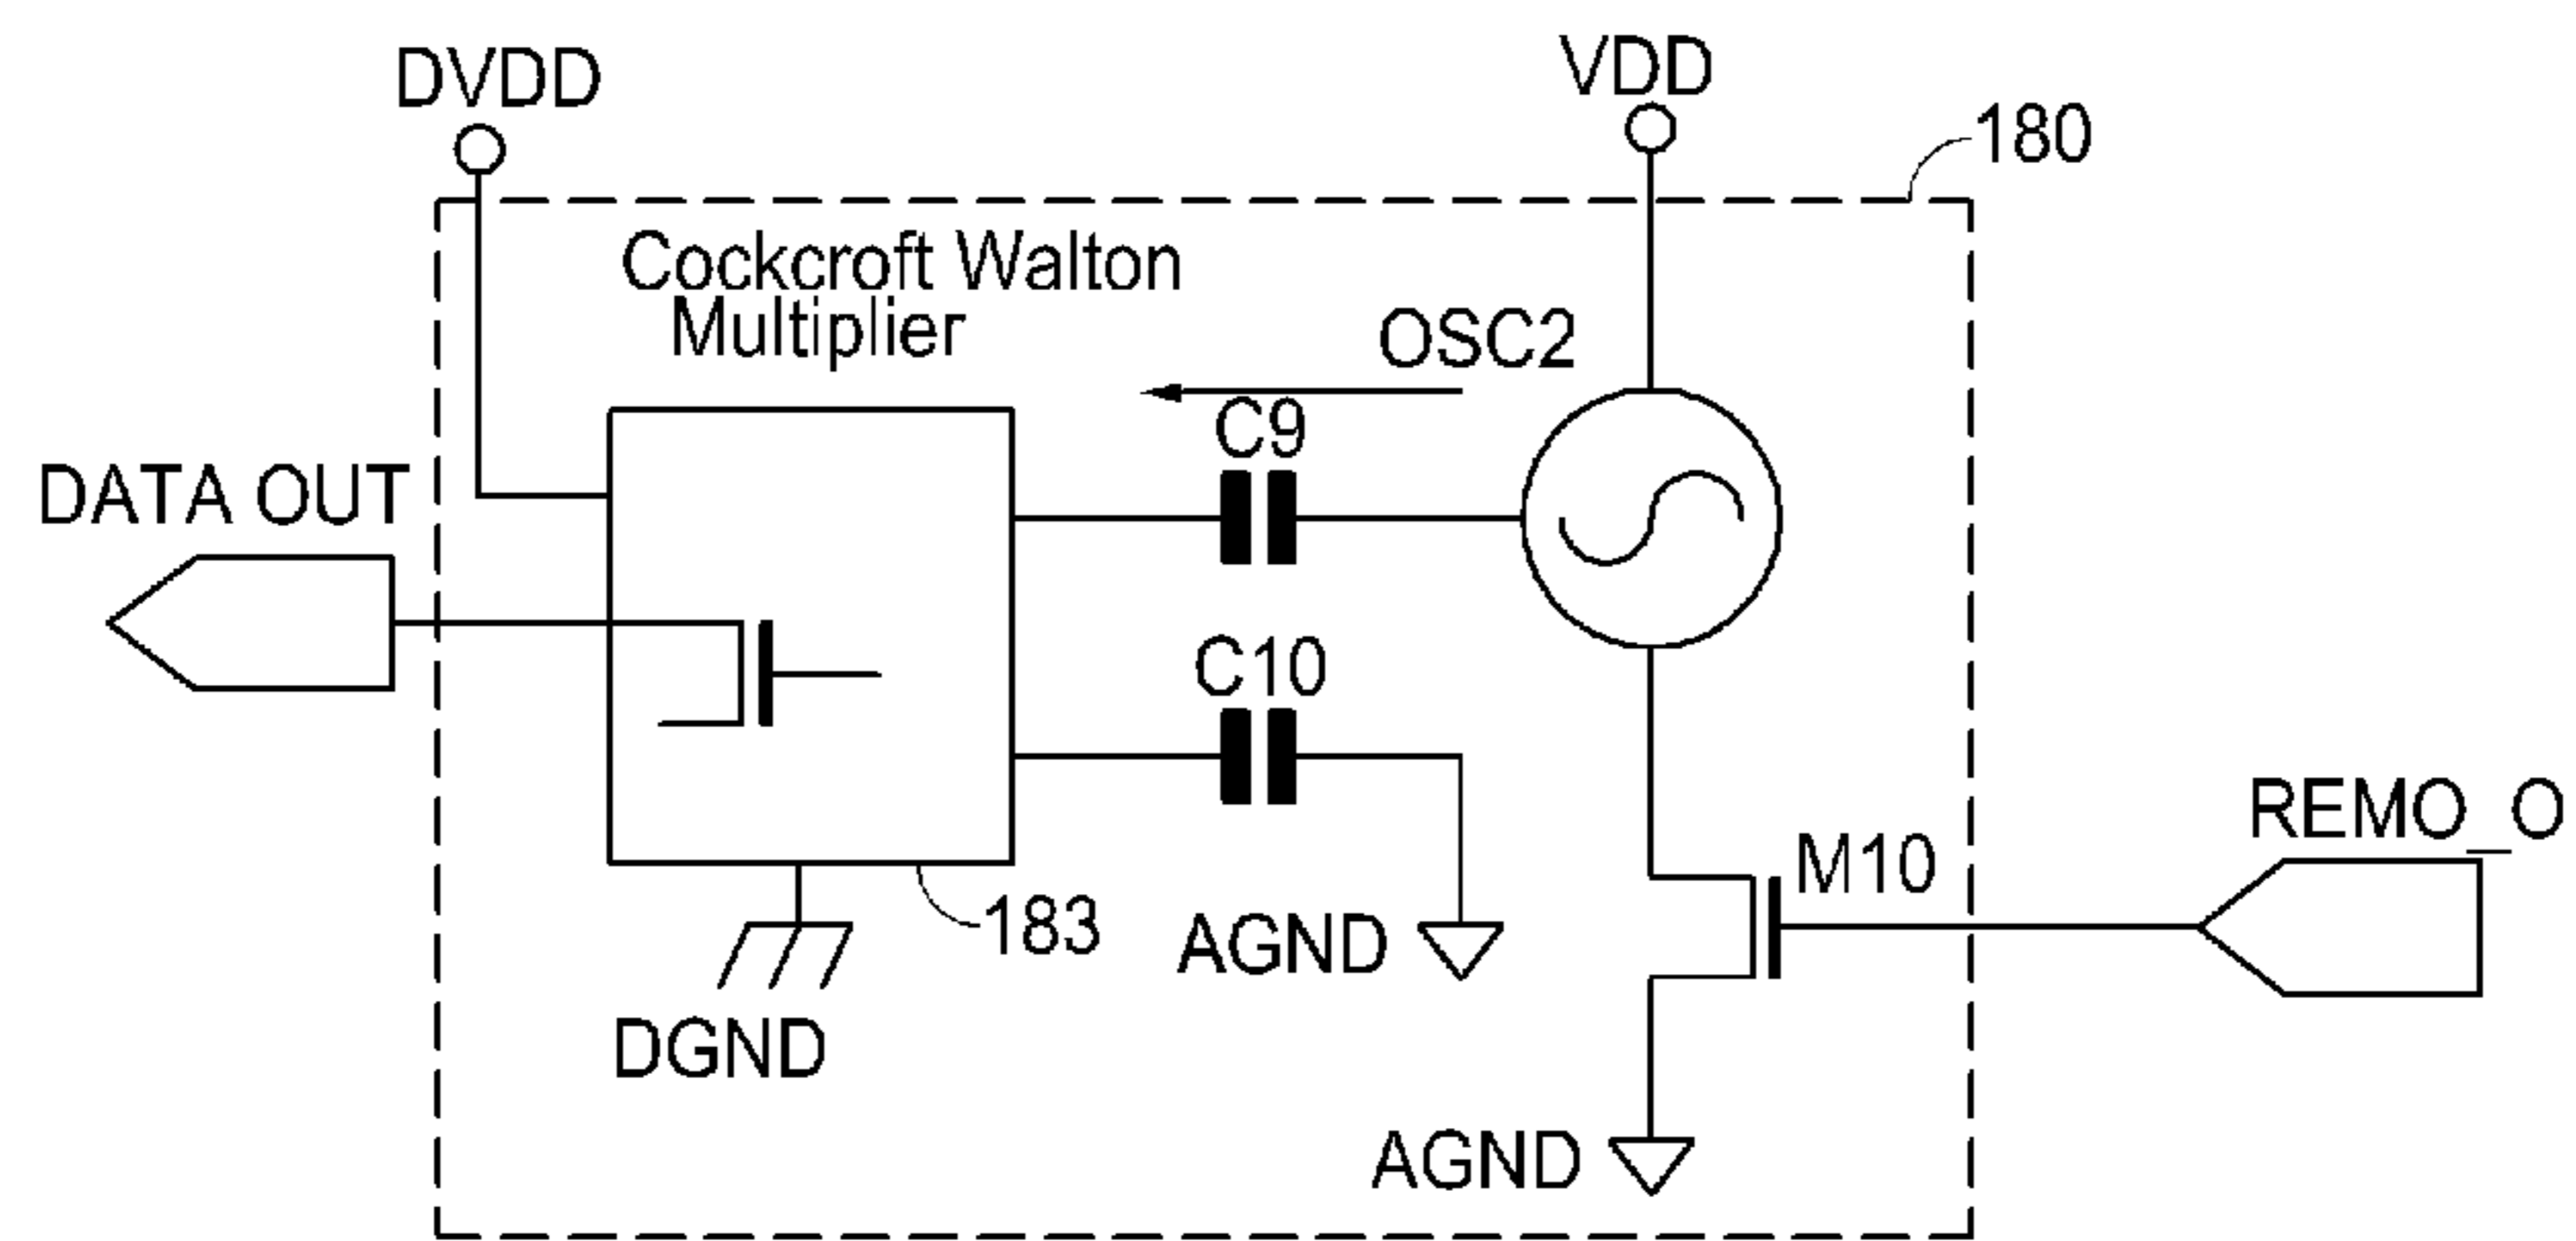 DVDD
VDD
180
Cockcroft Walton
Multiplier
OSC2
C9
DATA OUT
C10
REMO_O
M10
183
AGND
DGND
AGND